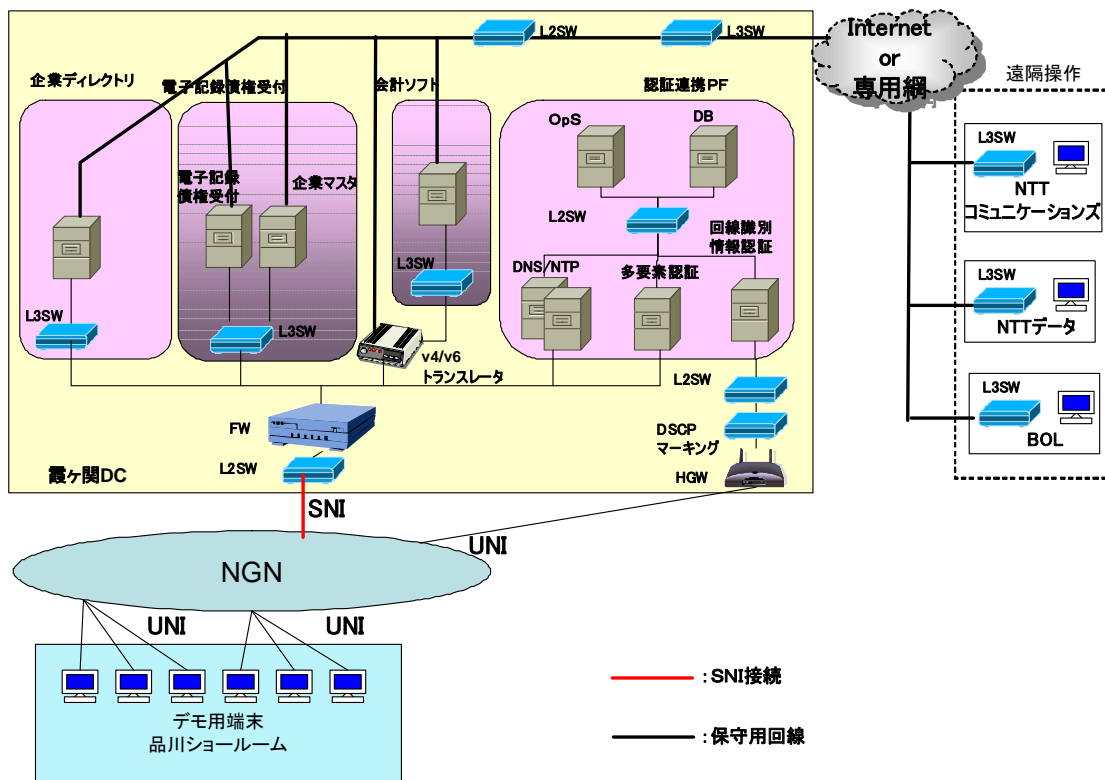 L2SW
L3SW
Internet
or
専用網
遠隔操作
企業ディレクトリ
電子記録債権受付
会計ソフト
認証連携PF
OpS
DB
L3SW
NTT
コミュニケーションズ
電子記録
債権受付
企業マスタ
L2SW
回線識別
情報認証
L3SW
DNS/NTP
多要素認証
L3SW
NTTデータ
L3SW
L3SW
v4/v6
トランスレータ
L2SW
L3SW
BOL
FW
DSCP
マーキング
L2SW
HGW
霞ヶ関DC
SNI
UNI
NGN
UNI
UNI
デモ用端末
品川ショールーム
:SNI接続
:保守用回線